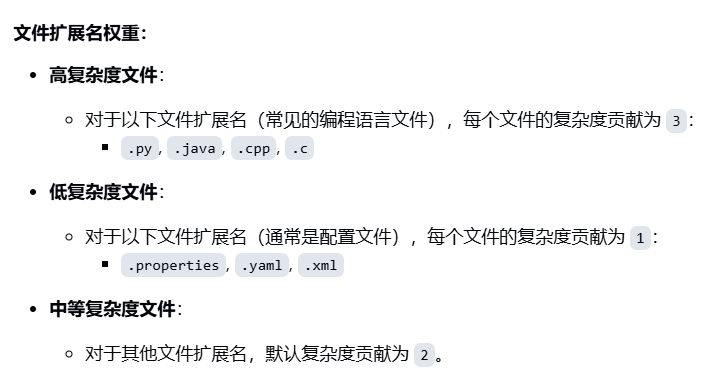 文件扩展名权重：
高复杂度文件：
对于以下文件扩展名（常见的编程语言文件），每个文件的复杂度贡献为 3：
.py, .java, .cpp, .c
低复杂度文件：
对于以下文件扩展名（通常是配置文件），每个文件的复杂度贡献为 1：
.properties, .yaml, .xml
中等复杂度文件：
对于其他文件扩展名，默认复杂度贡献为 2。